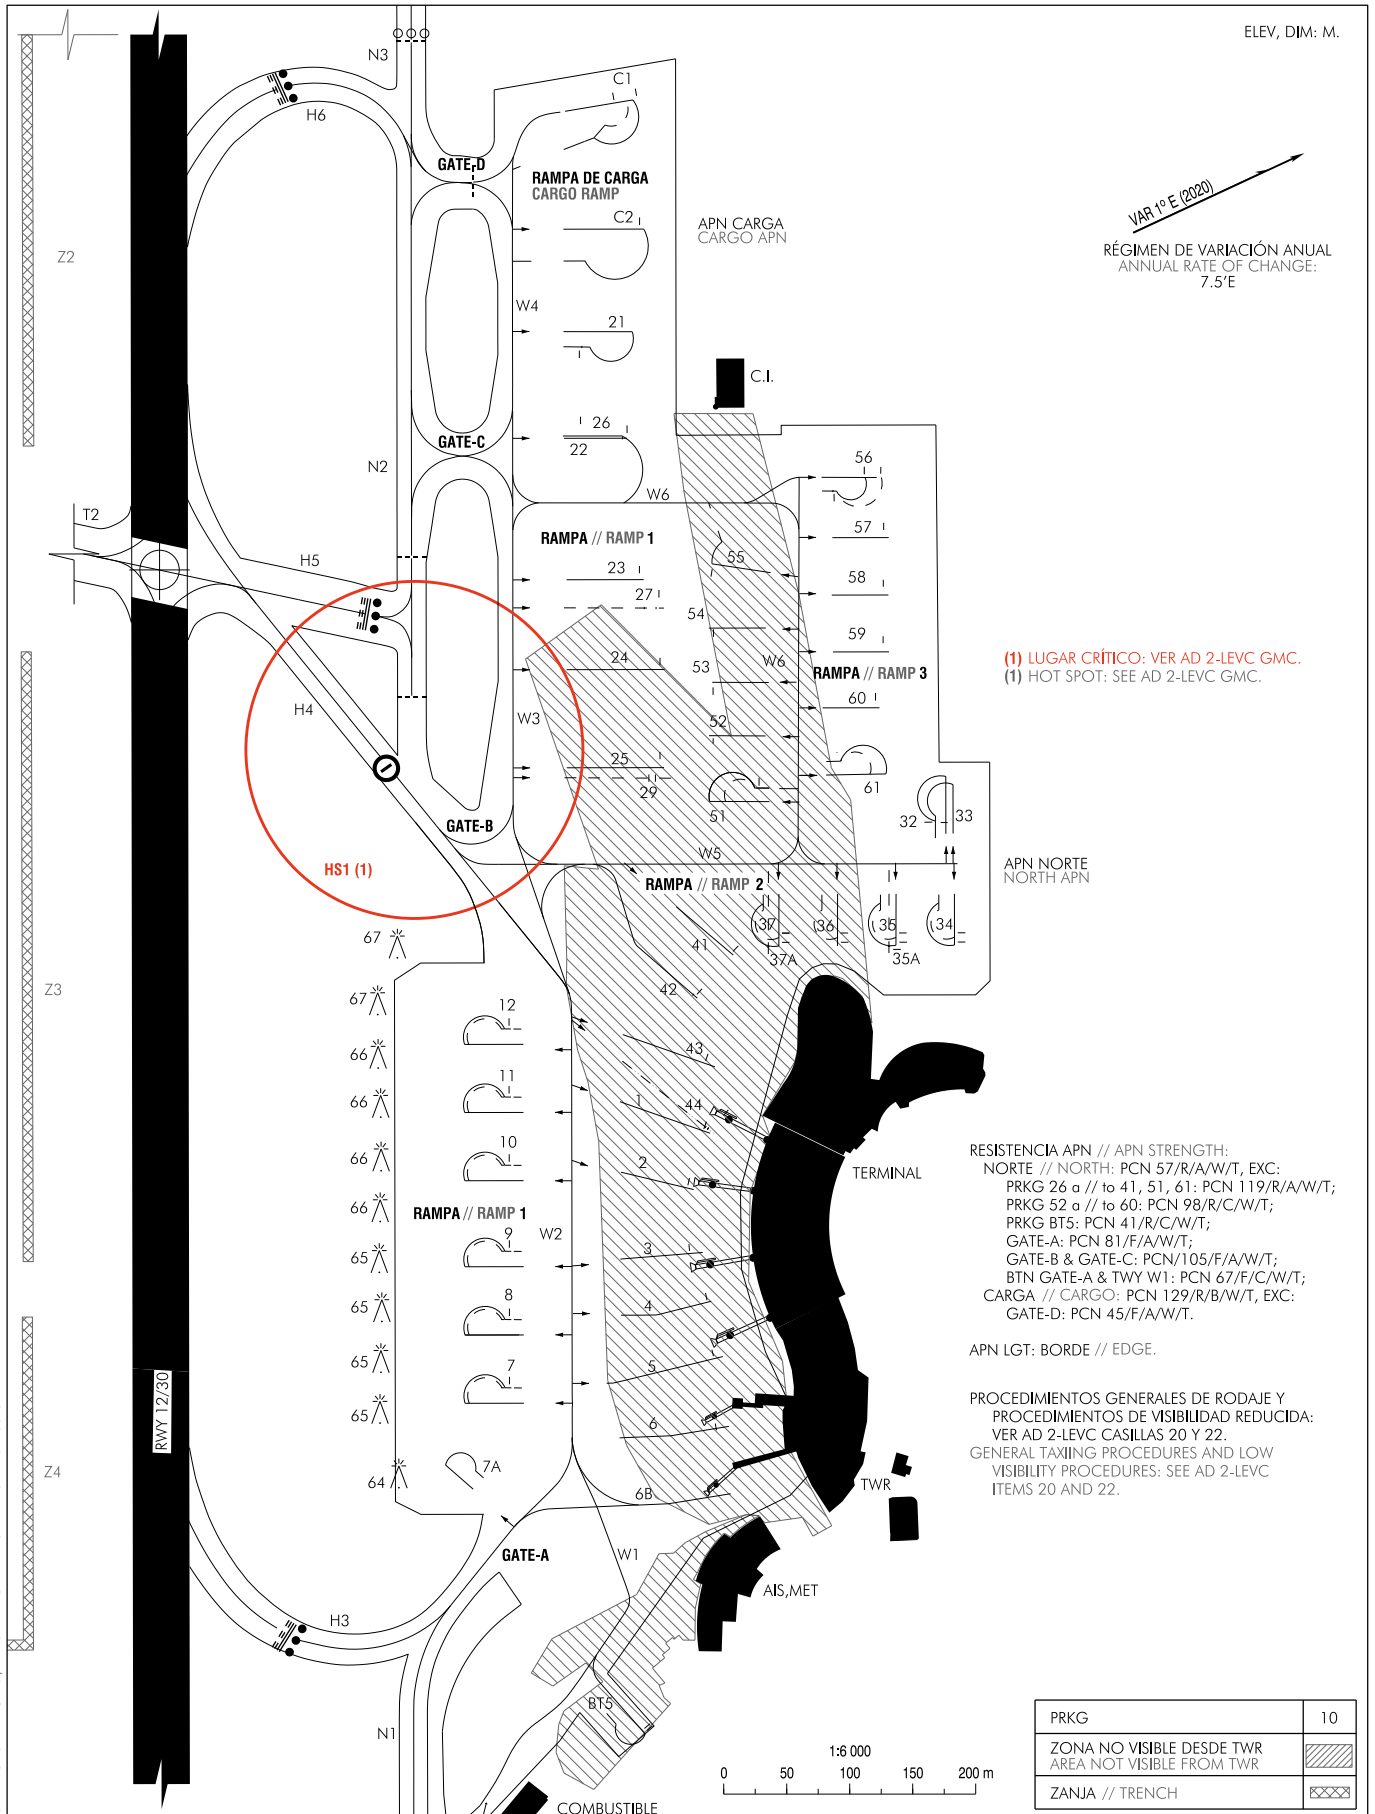 ELEV, DIM: M.
N3
C1
H6
GATE-D
RAMPA DE CARGA
CARGO RAMP
C2
APN CARGA
CARGO APN
VAR 1º E (2020)
RÉGIMEN DE VARIACIÓN ANUAL
ANNUAL RATE OF CHANGE:
7.5'E
Z2
W4
21
C.I.
26
22
GATE-C
N2
56
W6
T2
57
RAMPA // RAMP 1
H5
55
23
58
27
54
59
24
53
W6
RAMPA // RAMP 3
(1) LUGAR CRÍTICO: VER AD 2-LEVC GMC.
(1) HOT SPOT: SEE AD 2-LEVC GMC.
H4
W3
52
60
25
29
51
61
32
33
GATE-B
W5
HS1 (1)
RAMPA // RAMP 2
APN NORTE
NORTH APN
37
36
35
34
67
41
37A
35A
Z3
42
67
12
66
43
11
66
1
44
66
10
2
TERMINAL
RESISTENCIA APN // APN STRENGTH:
NORTE // NORTH: PCN 57/R/A/W/T, EXC:
PRKG 26 a // to 41, 51, 61: PCN 119/R/A/W/T;
PRKG 52 a // to 60: PCN 98/R/C/W/T;
PRKG BT5: PCN 41/R/C/W/T;
GATE-A: PCN 81/F/A/W/T;
GATE-B & GATE-C: PCN/105/F/A/W/T;
BTN GATE-A & TWY W1: PCN 67/F/C/W/T;
CARGA // CARGO: PCN 129/R/B/W/T, EXC:
GATE-D: PCN 45/F/A/W/T.
66
RAMPA // RAMP 1
W2
9
3
65
8
4
65
APN LGT: BORDE // EDGE.
65
7
5
RWY 12/30
65
6
PROCEDIMIENTOS GENERALES DE RODAJE Y
PROCEDIMIENTOS DE VISIBILIDAD REDUCIDA:
VER AD 2-LEVC CASILLAS 20 Y 22.
GENERAL TAXIING PROCEDURES AND LOW
VISIBILITY PROCEDURES: SEE AD 2-LEVC
ITEMS 20 AND 22.
Z4
64
7A
TWR
6B
GATE-A
W1
AIS,MET
H3
BT5
N1
COMBUSTIBLE
1:6 000
0 50 100 150 200 m
PRKG 10
ZONA NO VISIBLE DESDE TWR
AREA NOT VISIBLE FROM TWR
ZANJA // TRENCH